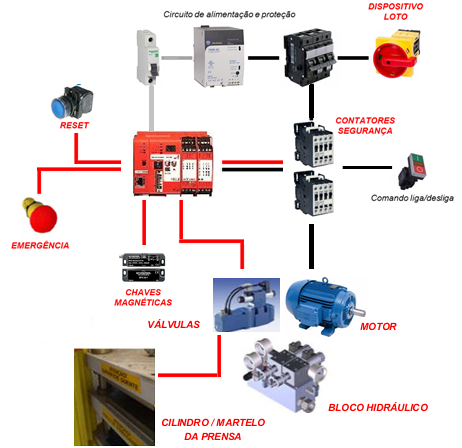 DISPOSITIVO
LOTO
Circuito de alimentação e proteção
RESET
CONTATORES
SEGURANÇA
Comando liga/desliga
EMERGÊNCIA
CHAVES
MAGNÉTICAS
VÁLVULAS
MOTOR
BLOCO HIDRÁULICO
CILINDRO / MARTELO
DA PRENSA